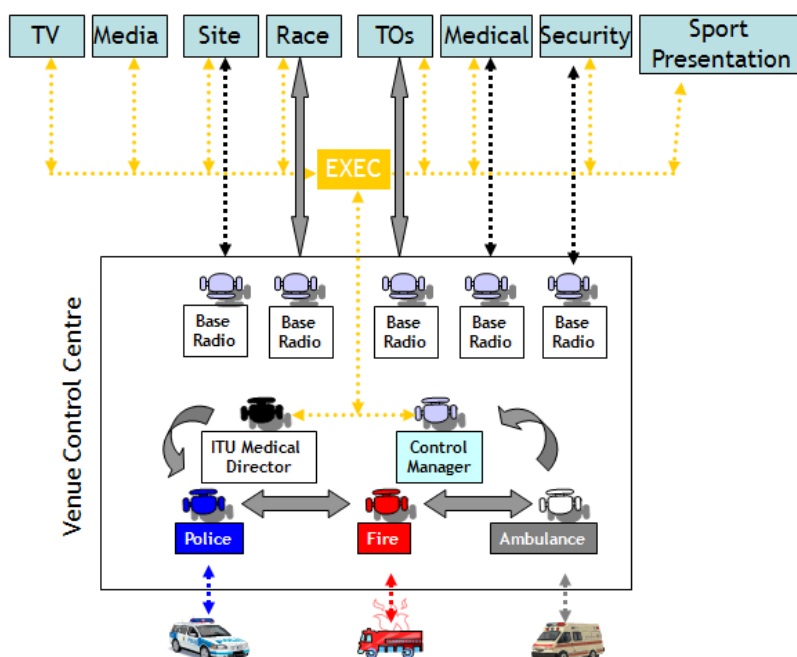 TV
Media
Site
Race
TOs
Medical
Security
Sport
Presentation
EXEC
Venue Control Centre
Base
Radio
Base
Radio
Base
Radio
Base
Radio
Base
Radio
ITU Medical
Director
Control
Manager
Police
Fire
Ambulance